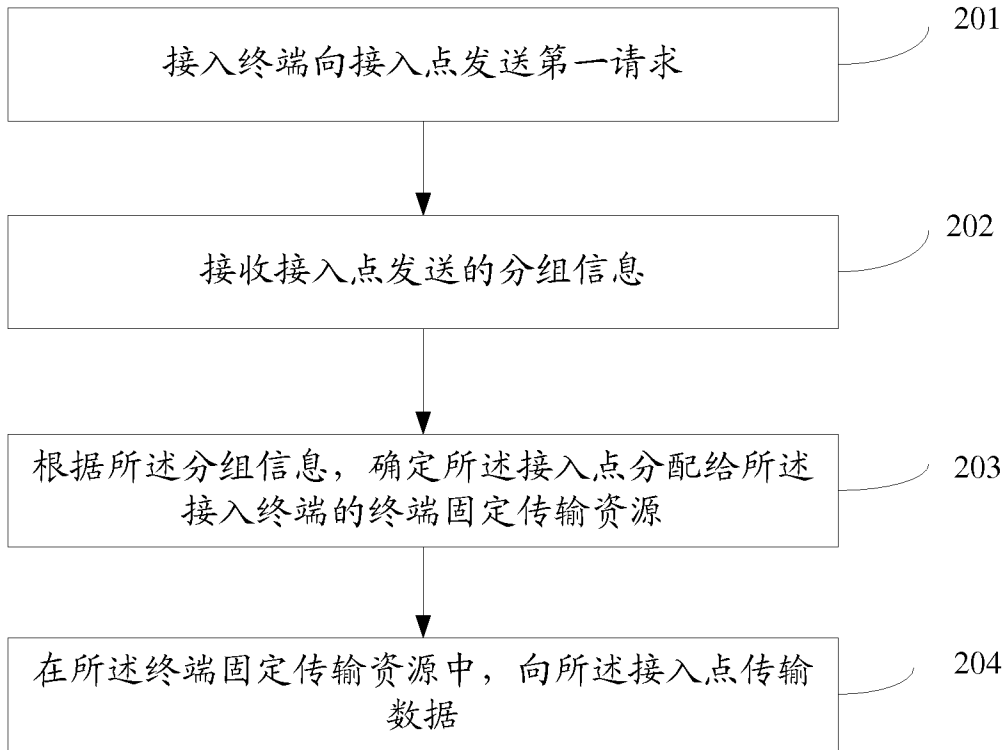 接入终端向接入点发送第一请求
201
接收接入点发送的分组信息
202
根据所述分组信息，确定所述接入点分配给所述
接入终端的终端固定传输资源
203
在所述终端固定传输资源中，向所述接入点传输
数据
204